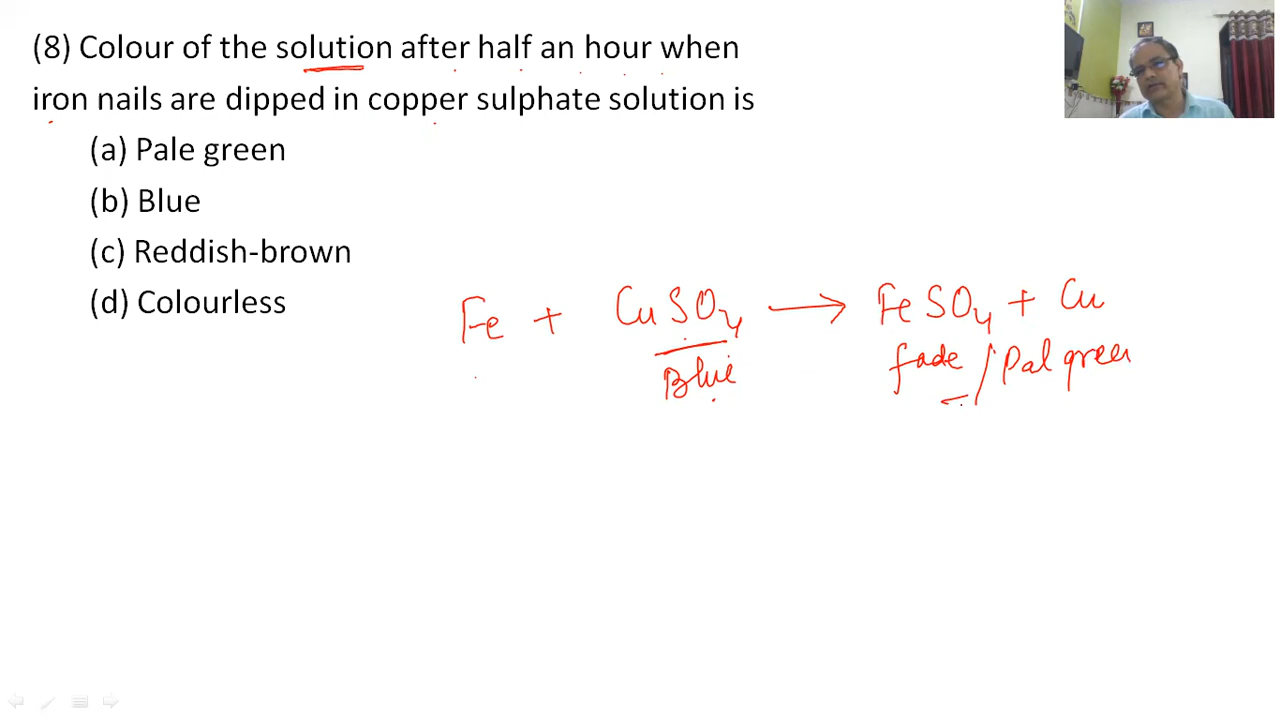 (8) Colour of the solution after half an hour when
iron nails are dipped in copper sulphate solution is
(a) Pale green
(b) Blue
(c) Reddish-brown
(d) Colourless
Fe + CuSO4 → FeSO4 + Cu
Blue fade / Pal green